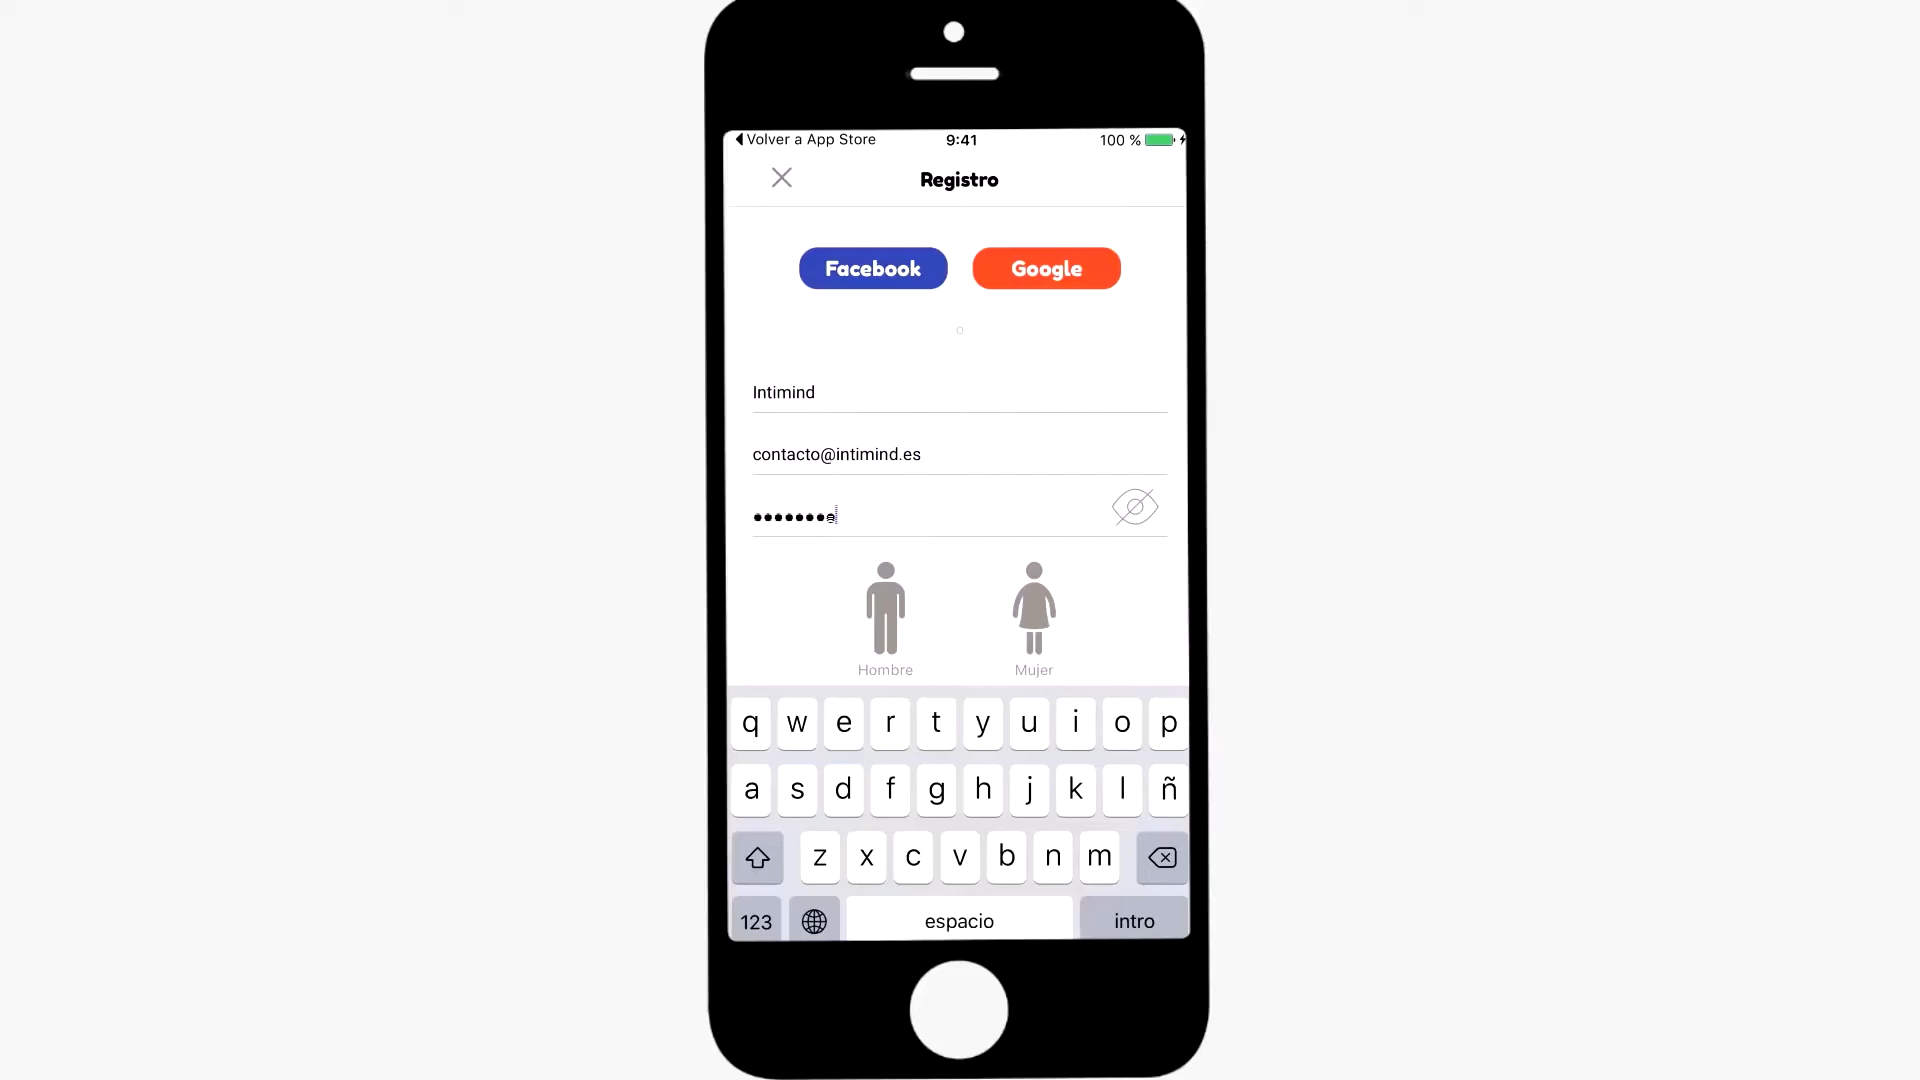 Volver a App Store 9:41 100 %
Registro
Facebook Google
o
Intimind
contacto@intimind.es
••••••••
Hombre Mujer
q w e r t y u i o p
a s d f g h j k l ñ
z x c v b n m
123 espacio intro